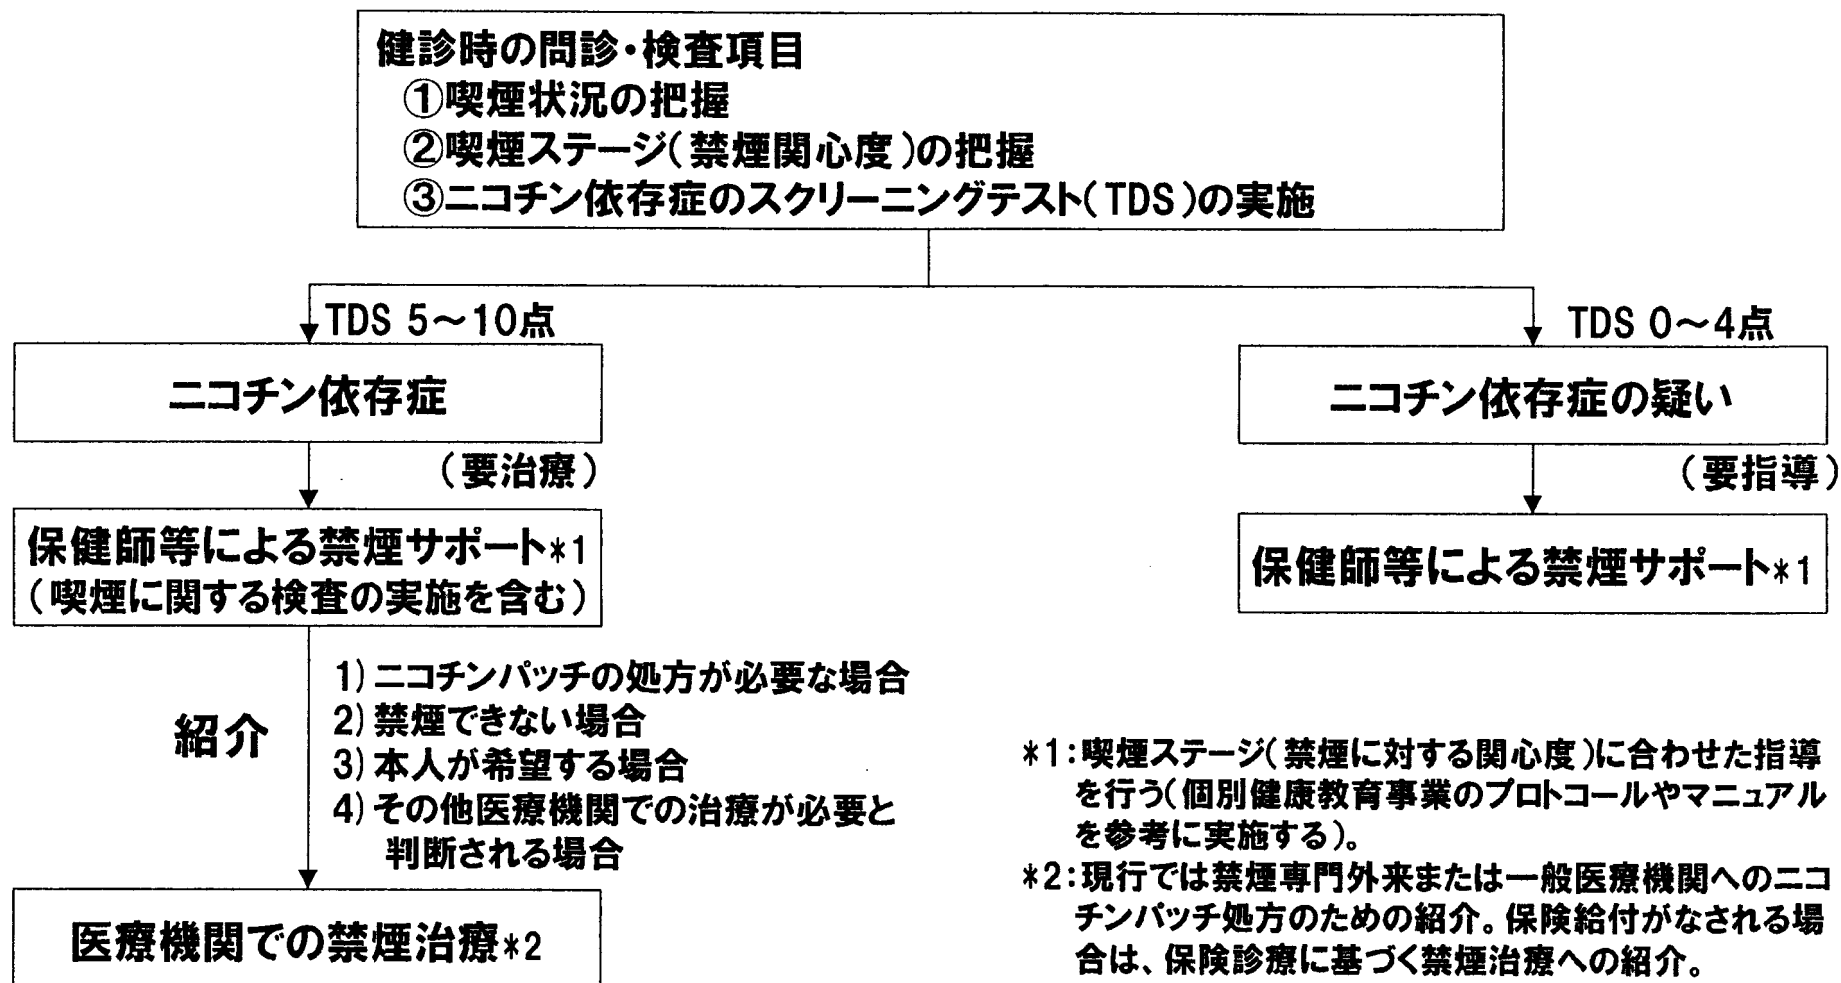 健診時の問診・検査項目
①喫煙状況の把握
②喫煙ステージ(禁煙関心度)の把握
③ニコチン依存症のスクリーニングテスト(TDS)の実施
TDS 5～10点
TDS 0～4点
ニコチン依存症
ニコチン依存症の疑い
(要治療)
(要指導)
保健師等による禁煙サポート*1
(喫煙に関する検査の実施を含む)
保健師等による禁煙サポート*1
紹介
1)ニコチンパッチの処方が必要な場合
2)禁煙できない場合
3)本人が希望する場合
4)その他医療機関での治療が必要と
判断される場合
医療機関での禁煙治療*2
*1:喫煙ステージ(禁煙に対する関心度)に合わせた指導
を行う(個別健康教育事業のプロトコールやマニュアル
を参考に実施する)。
*2:現行では禁煙専門外来または一般医療機関へのニコ
チンパッチ処方のための紹介。保険給付がなされる場
合は、保険診療に基づく禁煙治療への紹介。